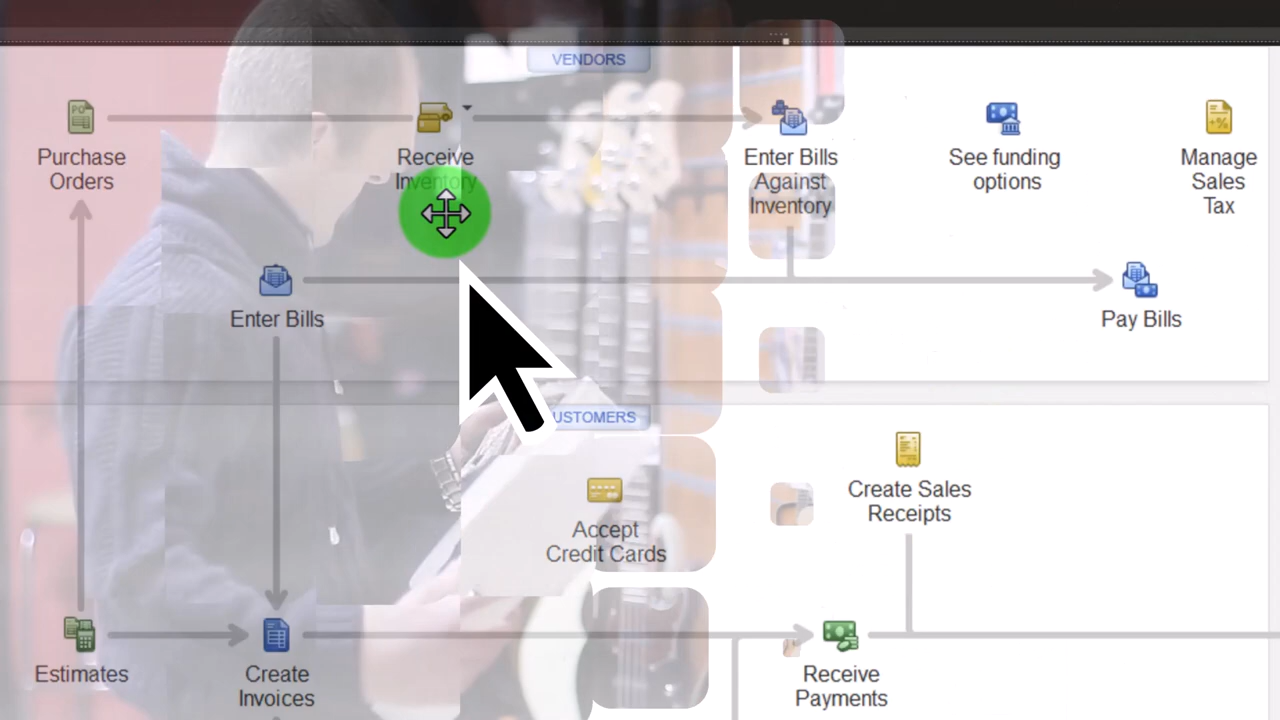 VENDORS
PO
Purchase
Orders
Receive
Inventory
Enter Bills
Against
Inventory
See funding
options
Manage
Sales
Tax
Enter Bills
Pay Bills
USTOMERS
Accept
Credit Cards
Create Sales
Receipts
Estimates
Create
Invoices
Receive
Payments